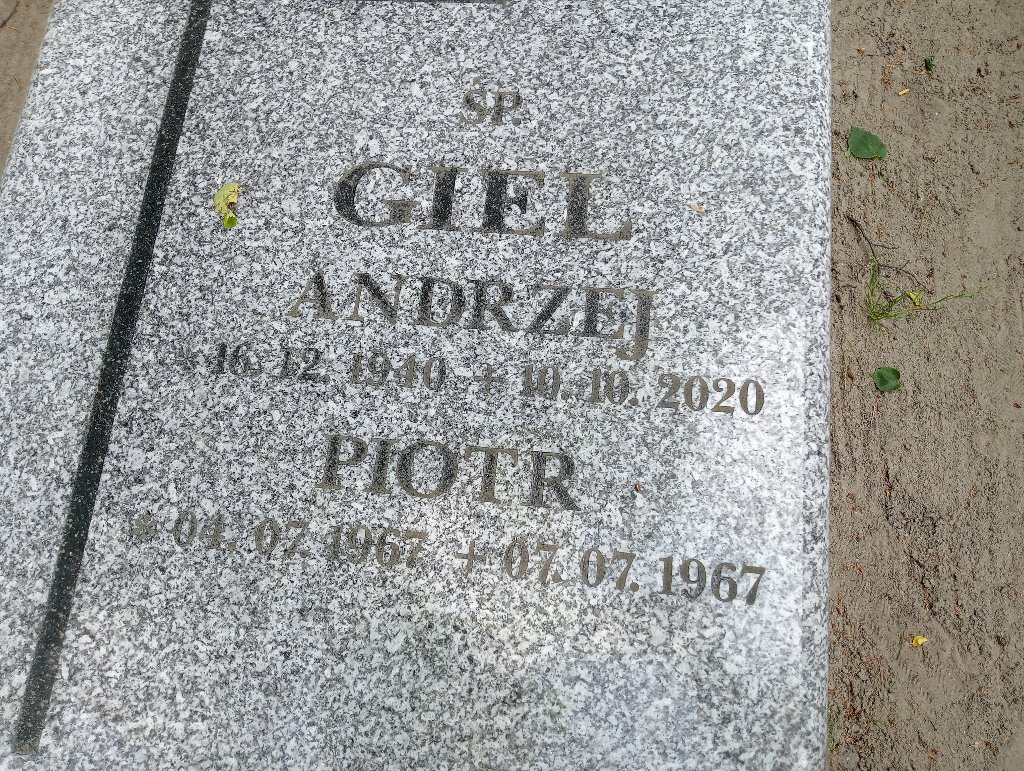 ŚP.
GIEL
ANDRZEJ
* 16. 12. 1940 + 10. 10. 2020
PIOTR
* 04. 07. 1967 + 07. 07. 1967